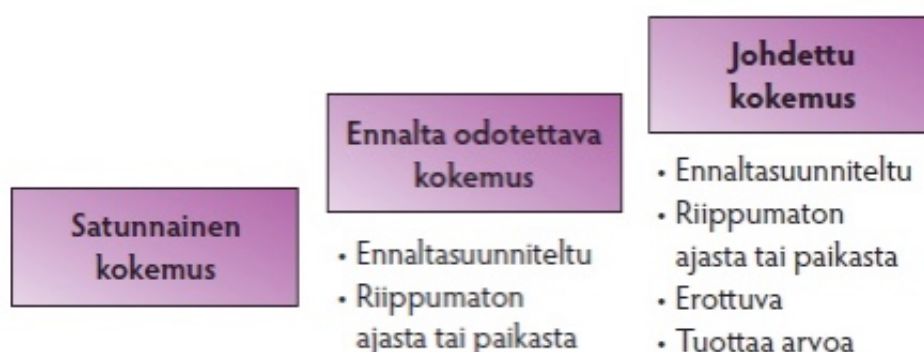 Satunnainen
kokemus
Ennalta odotettava
kokemus
• Ennaltasuunniteltu
• Riippumaton
ajasta tai paikasta
Johdettu
kokemus
• Ennaltasuunniteltu
• Riippumaton
ajasta tai paikasta
• Erottuva
• Tuottaa arvoa